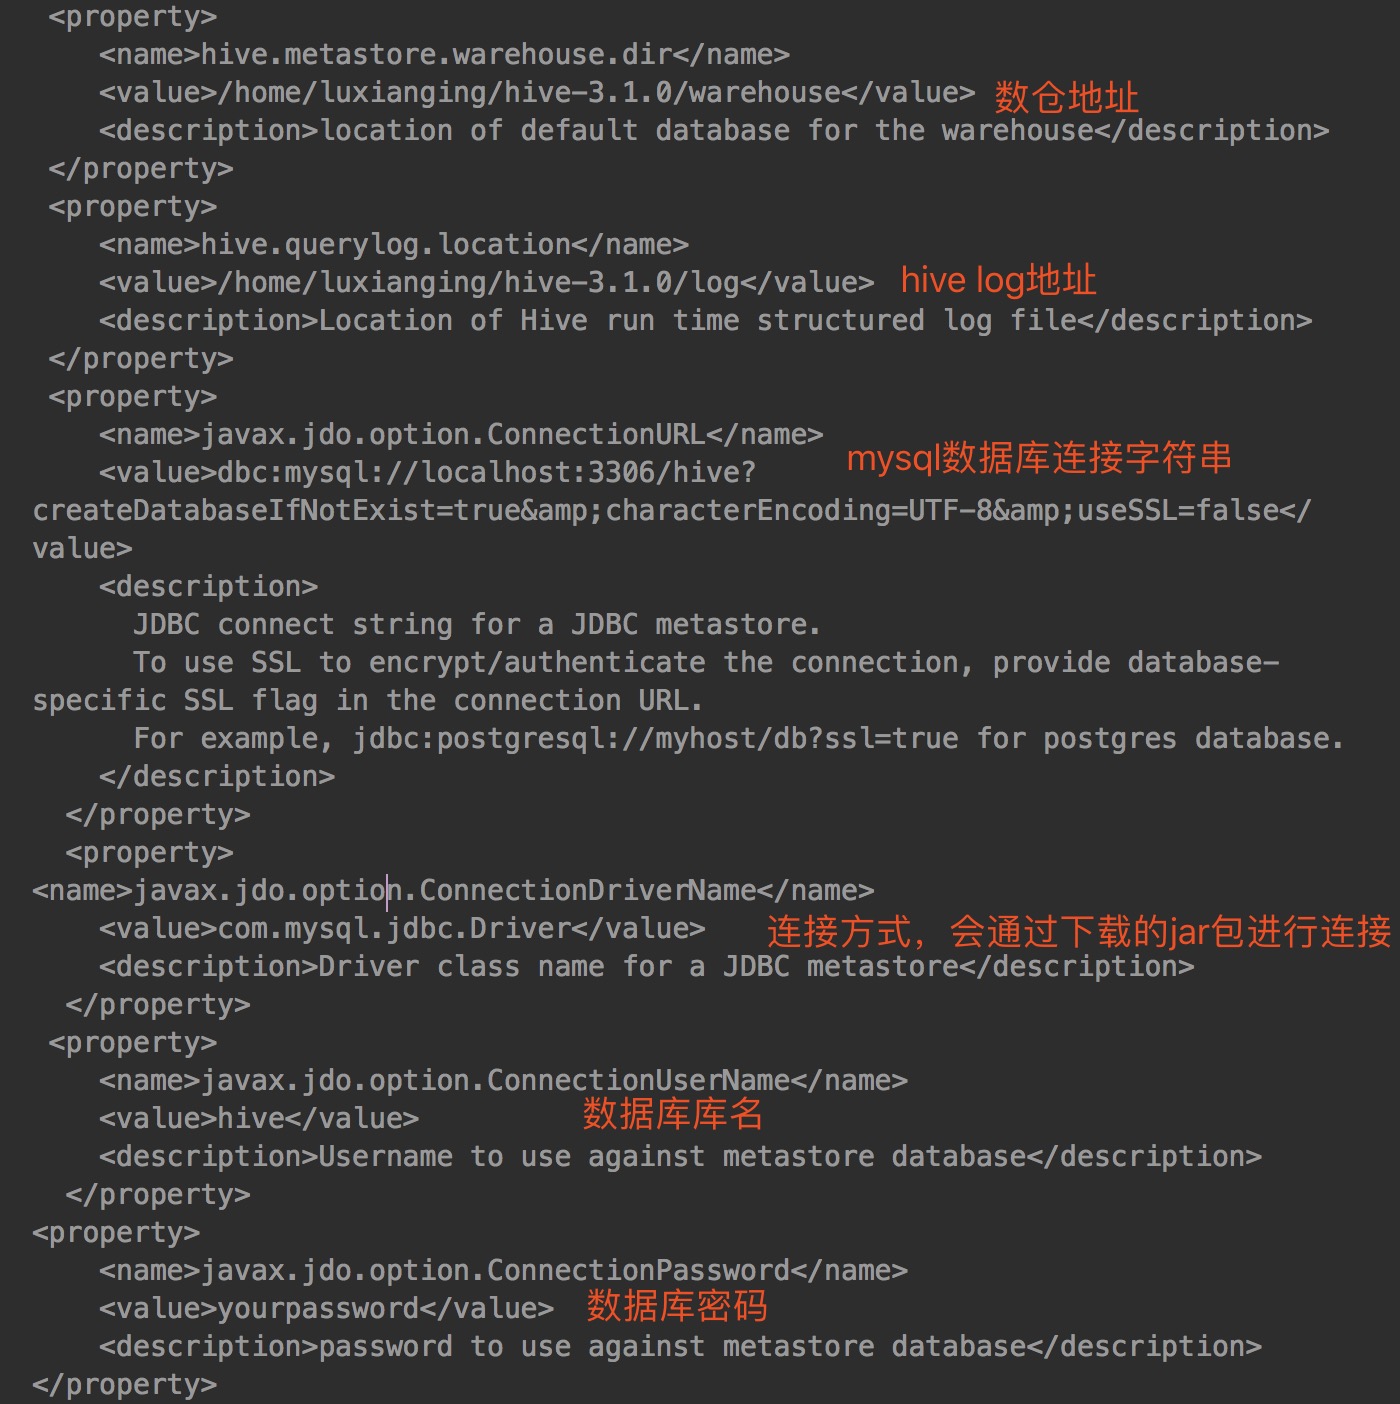 <property>
<name>hive.metastore.warehouse.dir</name>
<value>/home/luxianging/hive-3.1.0/warehouse</value> 数仓地址
<description>location of default database for the warehouse</description>
</property>
<property>
<name>hive.querylog.location</name>
<value>/home/luxianging/hive-3.1.0/log</value> hive log地址
<description>Location of Hive run time structured log file</description>
</property>
<property>
<name>javax.jdo.option.ConnectionURL</name>
<value>dbc:mysql://localhost:3306/hive? mysql数据库连接字符串
createDatabaseIfNotExist=true&amp;characterEncoding=UTF-8&amp;useSSL=false</
value>
<description>
JDBC connect string for a JDBC metastore.
To use SSL to encrypt/authenticate the connection, provide database-
specific SSL flag in the connection URL.
For example, jdbc:postgresql://myhost/db?ssl=true for postgres database.
</description>
</property>
<property>
<name>javax.jdo.option.ConnectionDriverName</name>
<value>com.mysql.jdbc.Driver</value> 连接方式，会通过下载的jar包进行连接
<description>Driver class name for a JDBC metastore</description>
</property>
<property>
<name>javax.jdo.option.ConnectionUserName</name>
<value>hive</value> 数据库库名
<description>Username to use against metastore database</description>
</property>
<property>
<name>javax.jdo.option.ConnectionPassword</name>
<value>yourpassword</value> 数据库密码
<description>password to use against metastore database</description>
</property>